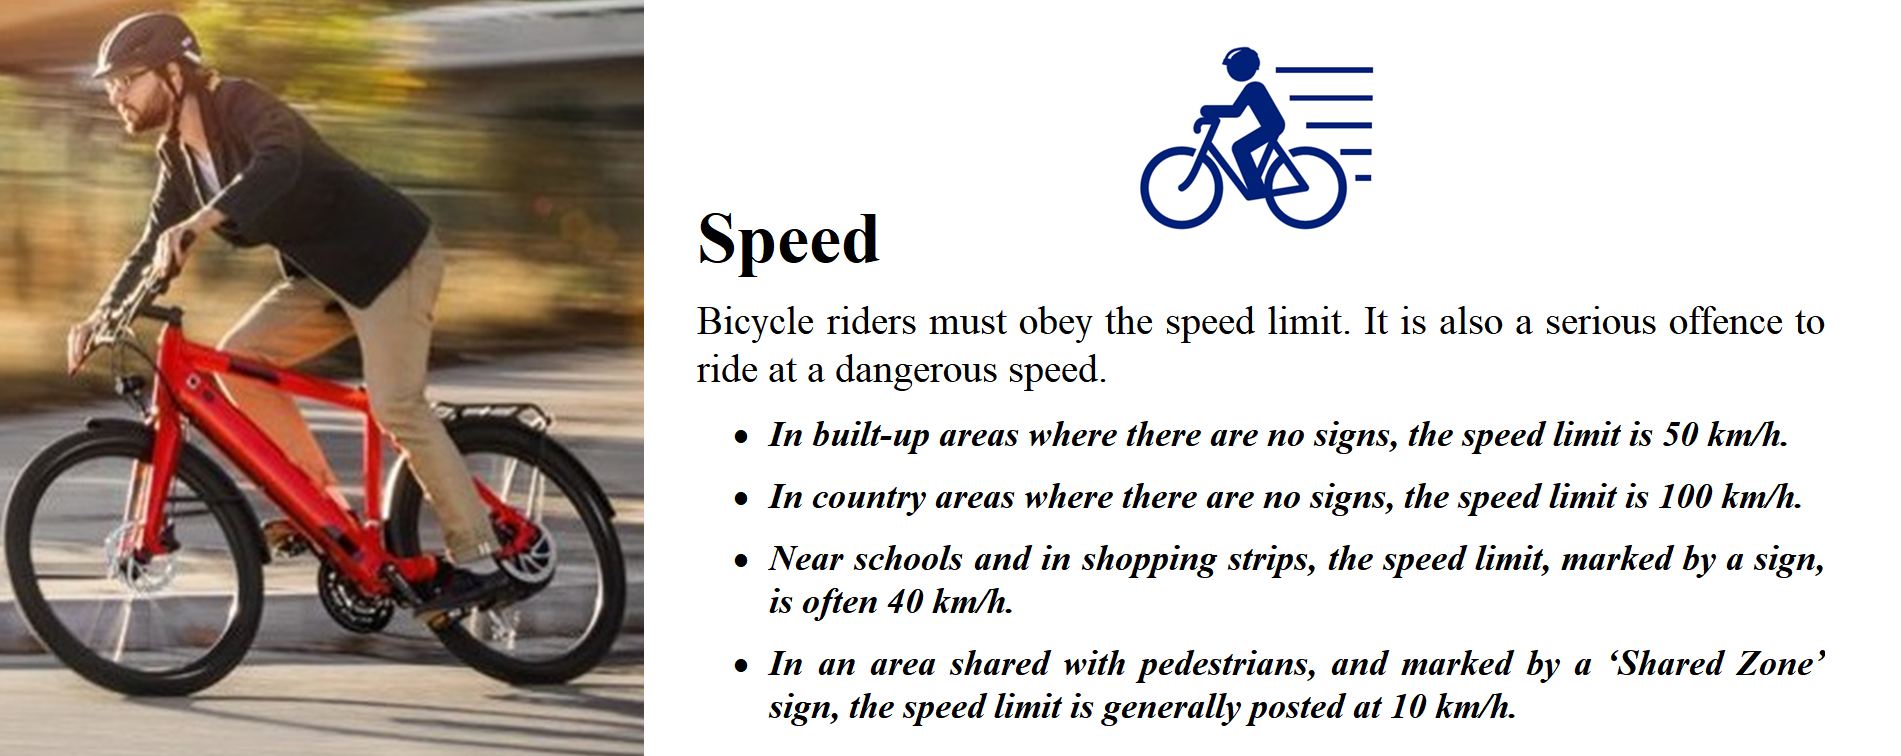 Speed
Bicycle riders must obey the speed limit. It is also a serious offence to
ride at a dangerous speed.
• In built-up areas where there are no signs, the speed limit is 50 km/h.
• In country areas where there are no signs, the speed limit is 100 km/h.
• Near schools and in shopping strips, the speed limit, marked by a sign,
is often 40 km/h.
• In an area shared with pedestrians, and marked by a ‘Shared Zone’
sign, the speed limit is generally posted at 10 km/h.